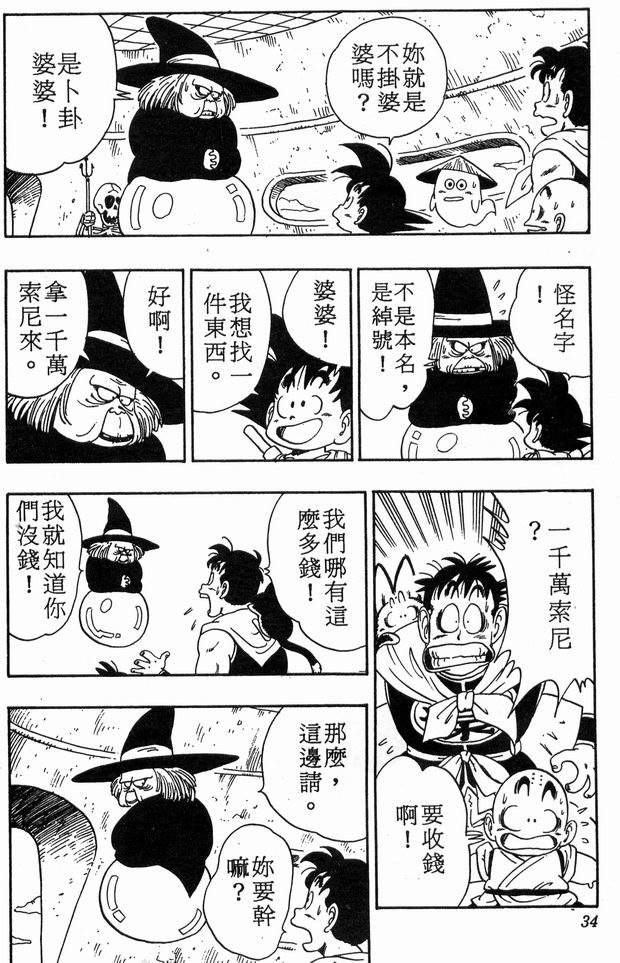 妳就是
不掛婆
婆嗎？
是卜卦
婆婆！
怪名字
！
不是本名，
是綽號！
婆婆！
我想找一
件東西。
好啊！
拿一千萬
索尼來。
一千萬索尼
？
要收錢
啊！
我們哪有這
麼多錢！
我就知道你
們沒錢！
那麼，
這邊請。
妳要幹
嘛？
34